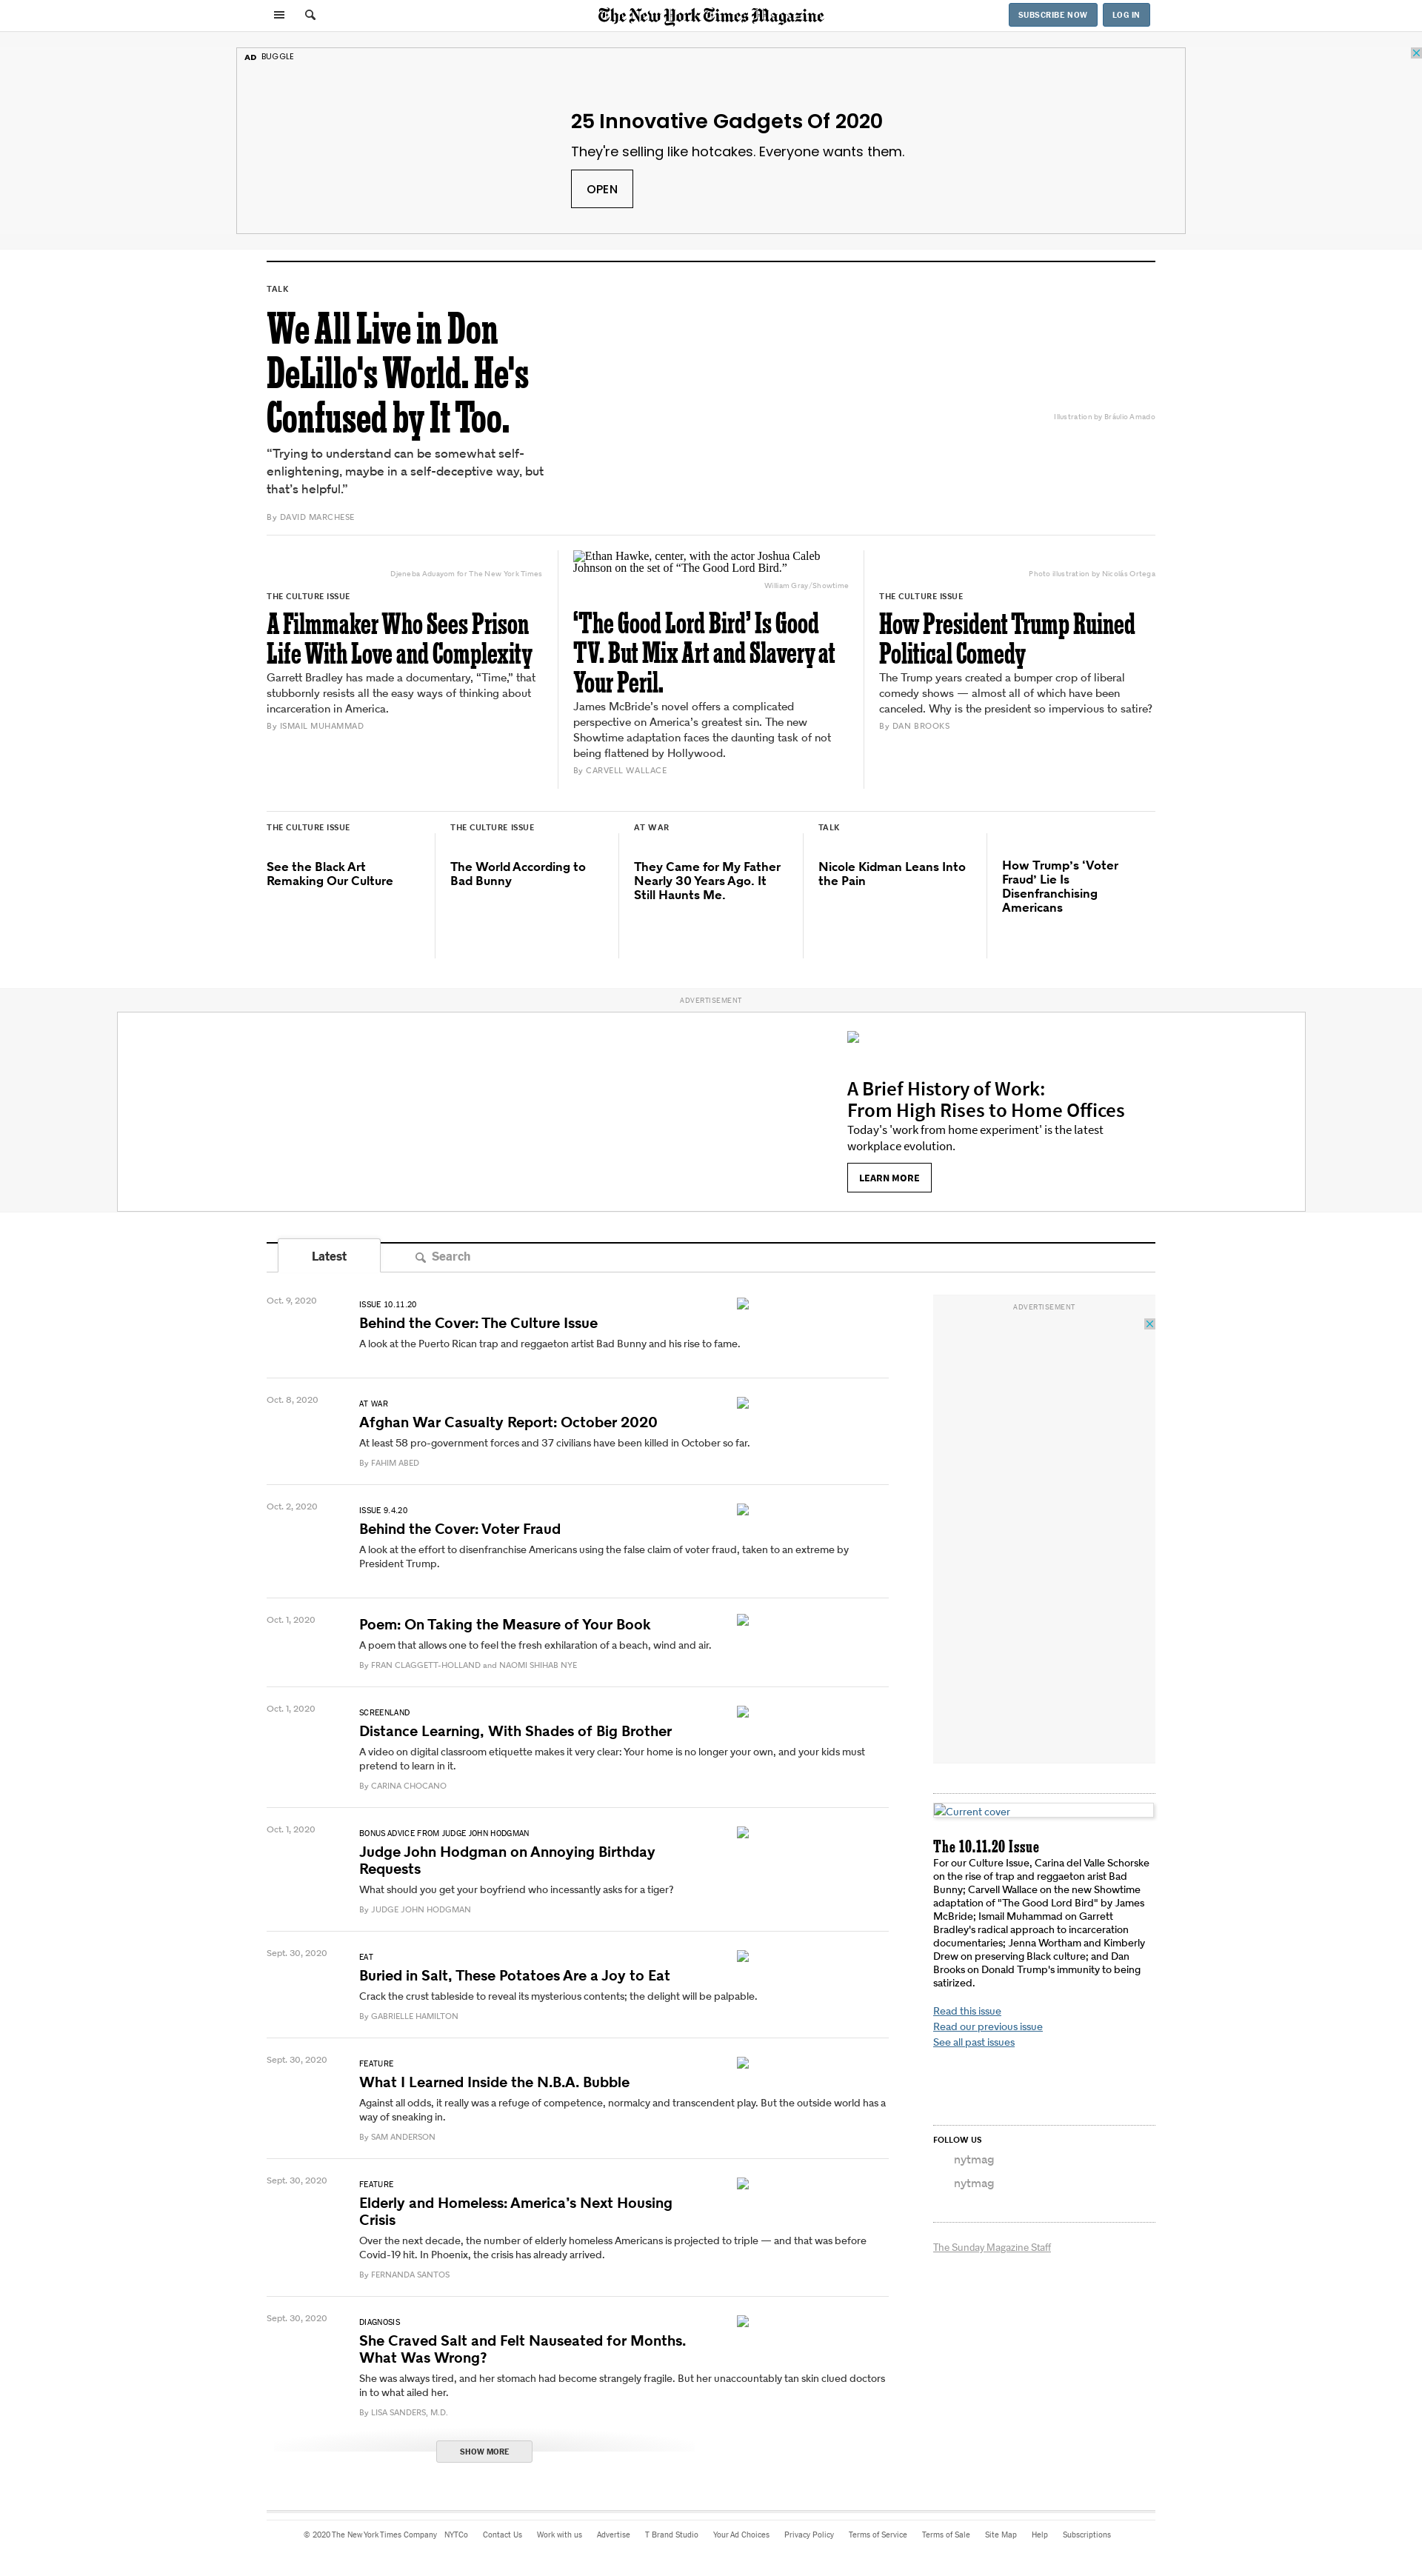 The New York Times Magazine
SUBSCRIBE NOW
LOG IN
AD BUGGLE
25 Innovative Gadgets Of 2020
They're selling like hotcakes. Everyone wants them.
OPEN
TALK
We All Live in Don
DeLillo's World. He's
Confused by It Too.
“Trying to understand can be somewhat self-
enlightening, maybe in a self-deceptive way, but
that's helpful.”
By DAVID MARCHESE
Illustration by Bráulio Amado
Djeneba Aduayom for The New York Times
THE CULTURE ISSUE
A Filmmaker Who Sees Prison
Life With Love and Complexity
Garrett Bradley has made a documentary, “Time,” that
stubbornly resists all the easy ways of thinking about
incarceration in America.
By ISMAIL MUHAMMAD
Ethan Hawke, center, with the actor Joshua Caleb
Johnson on the set of “The Good Lord Bird.”
William Gray/Showtime
‘The Good Lord Bird’ Is Good
TV. But Mix Art and Slavery at
Your Peril.
James McBride’s novel offers a complicated
perspective on America’s greatest sin. The new
Showtime adaptation faces the daunting task of not
being flattened by Hollywood.
By CARVELL WALLACE
Photo Illustration by Nicolás Ortega
THE CULTURE ISSUE
How President Trump Ruined
Political Comedy
The Trump years created a bumper crop of liberal
comedy shows — almost all of which have been
canceled. Why is the president so impervious to satire?
By DAN BROOKS
THE CULTURE ISSUE
See the Black Art
Remaking Our Culture
THE CULTURE ISSUE
The World According to
Bad Bunny
AT WAR
They Came for My Father
Nearly 30 Years Ago. It
Still Haunts Me.
TALK
Nicole Kidman Leans Into
the Pain
How Trump’s ‘Voter
Fraud’ Lie Is
Disenfranchising
Americans
ADVERTISEMENT
A Brief History of Work:
From High Rises to Home Offices
Today's 'work from home experiment' is the latest
workplace evolution.
LEARN MORE
Latest
Search
Oct. 9, 2020
ISSUE 10.11.20
Behind the Cover: The Culture Issue
A look at the Puerto Rican trap and reggaeton artist Bad Bunny and his rise to fame.
Oct. 8, 2020
AT WAR
Afghan War Casualty Report: October 2020
At least 58 pro-government forces and 37 civilians have been killed in October so far.
By FAHIM ABED
Oct. 2, 2020
ISSUE 9.4.20
Behind the Cover: Voter Fraud
A look at the effort to disenfranchise Americans using the false claim of voter fraud, taken to an extreme by
President Trump.
Oct. 1, 2020
Poem: On Taking the Measure of Your Book
A poem that allows one to feel the fresh exhilaration of a beach, wind and air.
By FRAN CLAGGETT-HOLLAND and NAOMI SHIHAB NYE
Oct. 1, 2020
SCREENLAND
Distance Learning, With Shades of Big Brother
A video on digital classroom etiquette makes it very clear: Your home is no longer your own, and your kids must
pretend to learn in it.
By CARINA CHOCANO
Oct. 1, 2020
BONUS ADVICE FROM JUDGE JOHN HODGMAN
Judge John Hodgman on Annoying Birthday
Requests
What should you get your boyfriend who incessantly asks for a tiger?
By JUDGE JOHN HODGMAN
Sept. 30, 2020
EAT
Buried in Salt, These Potatoes Are a Joy to Eat
Crack the crust tableside to reveal its mysterious contents; the delight will be palpable.
By GABRIELLE HAMILTON
Sept. 30, 2020
FEATURE
What I Learned Inside the N.B.A. Bubble
Against all odds, it really was a refuge of competence, normalcy and transcendent play. But the outside world has a
way of sneaking in.
By SAM ANDERSON
Sept. 30, 2020
FEATURE
Elderly and Homeless: America’s Next Housing
Crisis
Over the next decade, the number of elderly homeless Americans is projected to triple — and that was before
Covid-19 hit. In Phoenix, the crisis has already arrived.
By FERNANDA SANTOS
Sept. 30, 2020
DIAGNOSIS
She Craved Salt and Felt Nauseated for Months.
What Was Wrong?
She was always tired, and her stomach had become strangely fragile. But her unaccountably tan skin clued doctors
in to what ailed her.
By LISA SANDERS, M.D.
SHOW MORE
ADVERTISEMENT
Current cover
The 10.11.20 Issue
For our Culture Issue, Carina del Valle Schorske
on the rise of trap and reggaeton arist Bad
Bunny; Carvell Wallace on the new Showtime
adaptation of "The Good Lord Bird" by James
McBride; Ismail Muhammad on Garrett
Bradley's radical approach to incarceration
documentaries; Jenna Wortham and Kimberly
Drew on preserving Black culture; and Dan
Brooks on Donald Trump's immunity to being
satirized.
Read this issue
Read our previous issue
See all past issues
FOLLOW US
nytmag
nytmag
The Sunday Magazine Staff
© 2020 The New York Times Company NYTCo Contact Us Work with us Advertise T Brand Studio Your Ad Choices Privacy Policy Terms of Service Terms of Sale Site Map Help Subscriptions